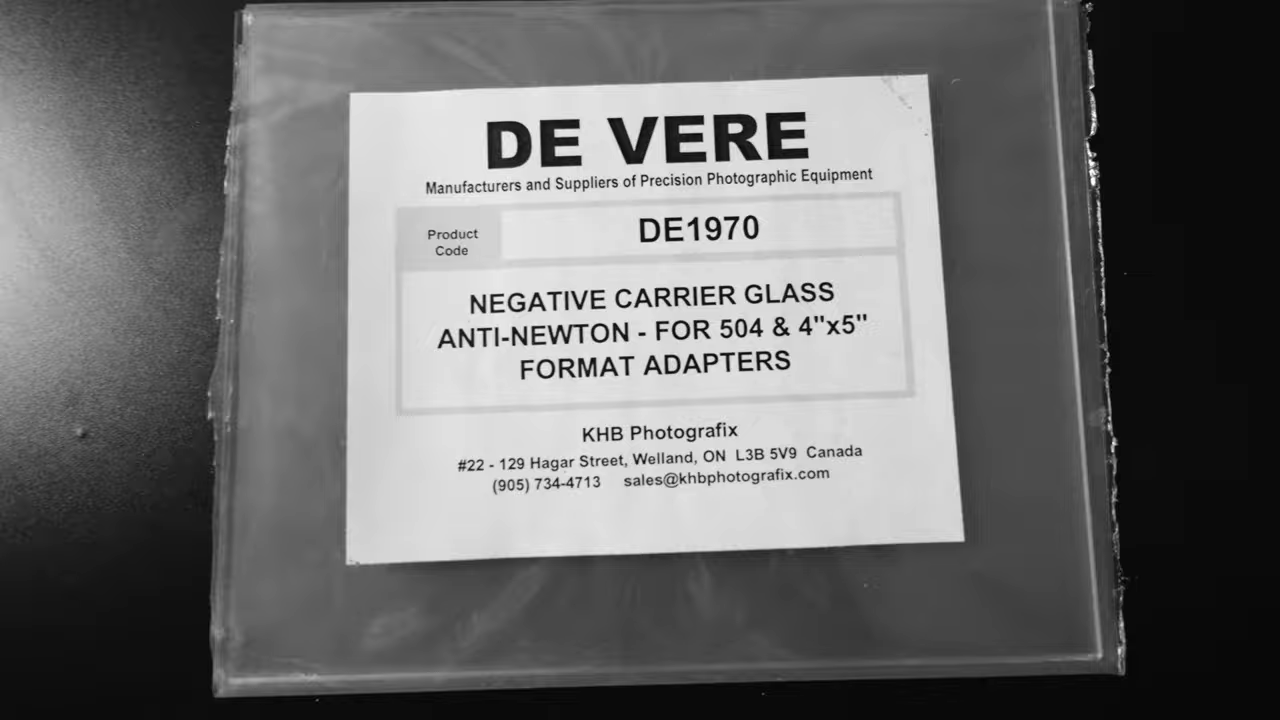 DE VERE
Manufacturers and Suppliers of Precision Photographic Equipment
Product
Code
DE1970
NEGATIVE CARRIER GLASS
ANTI-NEWTON - FOR 504 & 4"x5"
FORMAT ADAPTERS
KHB Photografix
#22 - 129 Hagar Street, Welland, ON L3B 5V9 Canada
(905) 734-4713 sales@khbphotografix.com